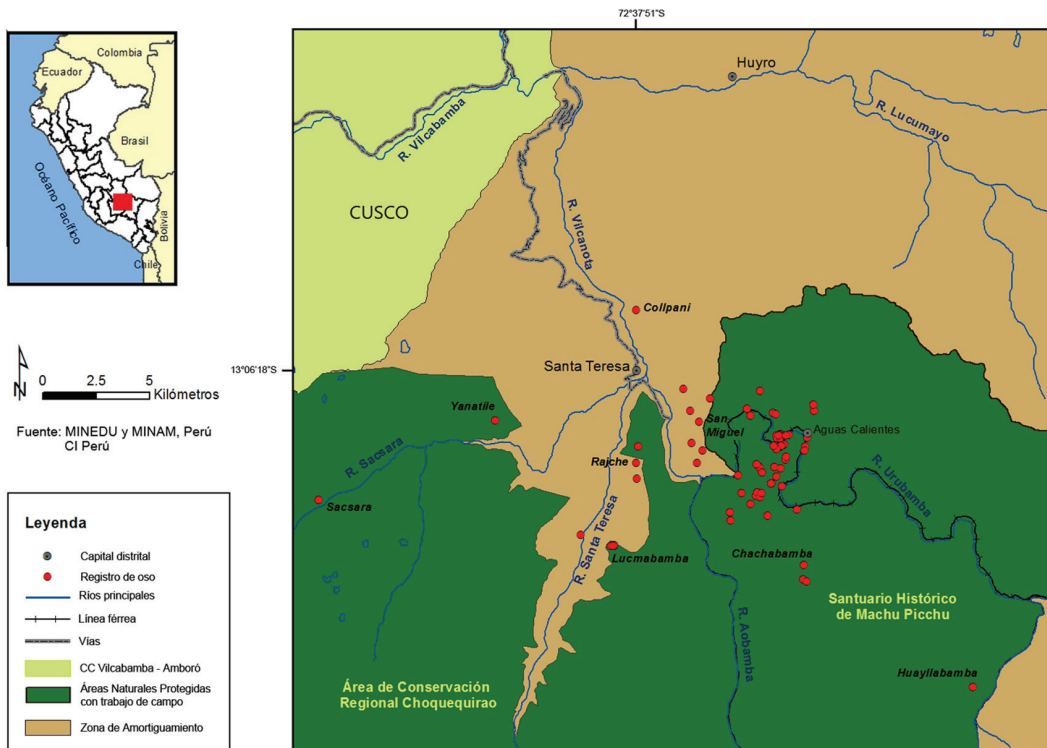 Colombia
Ecuador
Brasil
Océano Pacífico
Bolivia
Chile
N
0 2.5 5
Kilómetros
Fuente: MINEDU y MINAM, Perú
CI Perú
Leyenda
Capital distrital
Registro de oso
Ríos principales
Línea férrea
Vías
CC Vilcabamba - Amboró
Áreas Naturales Protegidas
con trabajo de campo
Zona de Amortiguamiento
72°37'51"S
13°06'18"S
Huyro
R. Vilcabamba
R. Lucumayo
CUSCO
R. Vilcanota
Collpani
Santa Teresa
Yanatile
San
Miguel
Aguas Calientes
R. Sacsara
Rajche
R. Urubamba
Sacsara
R. Santa Teresa
Lucmabamba
Chachabamba
Santuario Histórico
de Machu Picchu
R. Aobamba
Área de Conservación
Regional Choquequirao
Huayllabamba